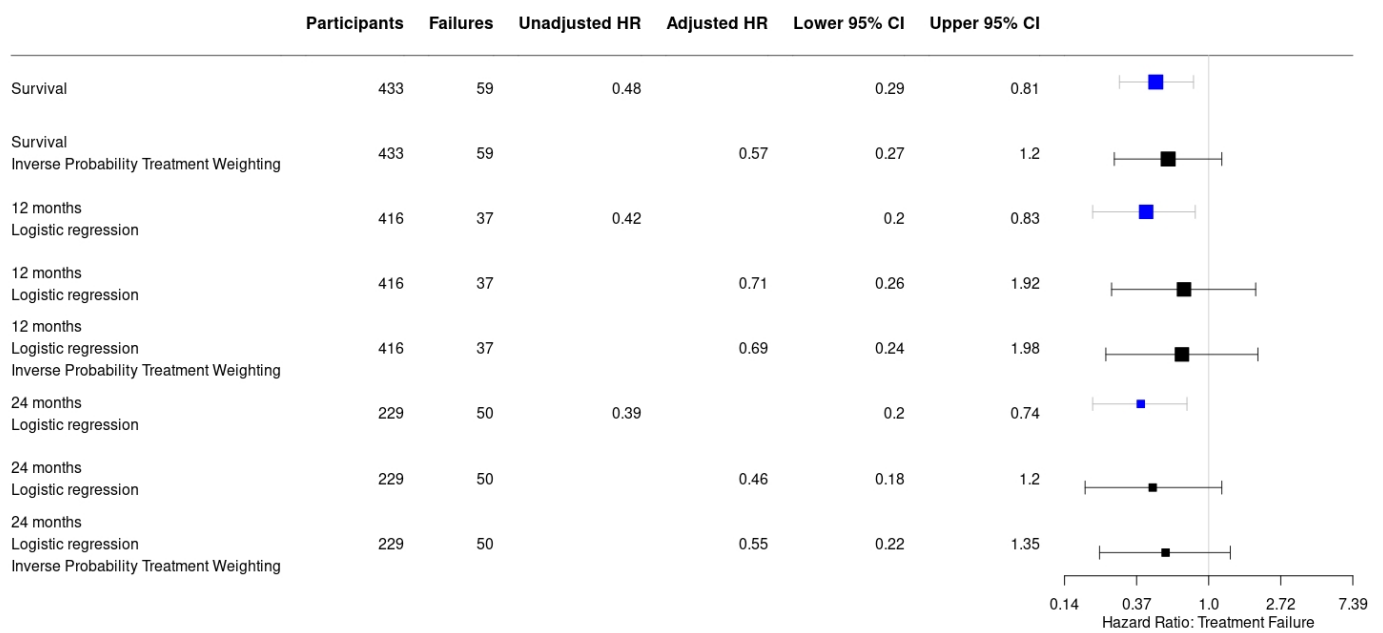 Participants Failures Unadjusted HR Adjusted HR Lower 95% CI Upper 95% CI
Survival 433 59 0.48 0.29 0.81
Survival
Inverse Probability Treatment Weighting 433 59 0.57 0.27 1.2
12 months
Logistic regression 416 37 0.42 0.2 0.83
12 months
Logistic regression 416 37 0.71 0.26 1.92
12 months
Logistic regression 416 37 0.69 0.24 1.98
Inverse Probability Treatment Weighting
24 months
Logistic regression 229 50 0.39 0.2 0.74
24 months
Logistic regression 229 50 0.46 0.18 1.2
24 months
Logistic regression 229 50 0.55 0.22 1.35
Inverse Probability Treatment Weighting
0.14 0.37 1.0 2.72 7.39
Hazard Ratio: Treatment Failure